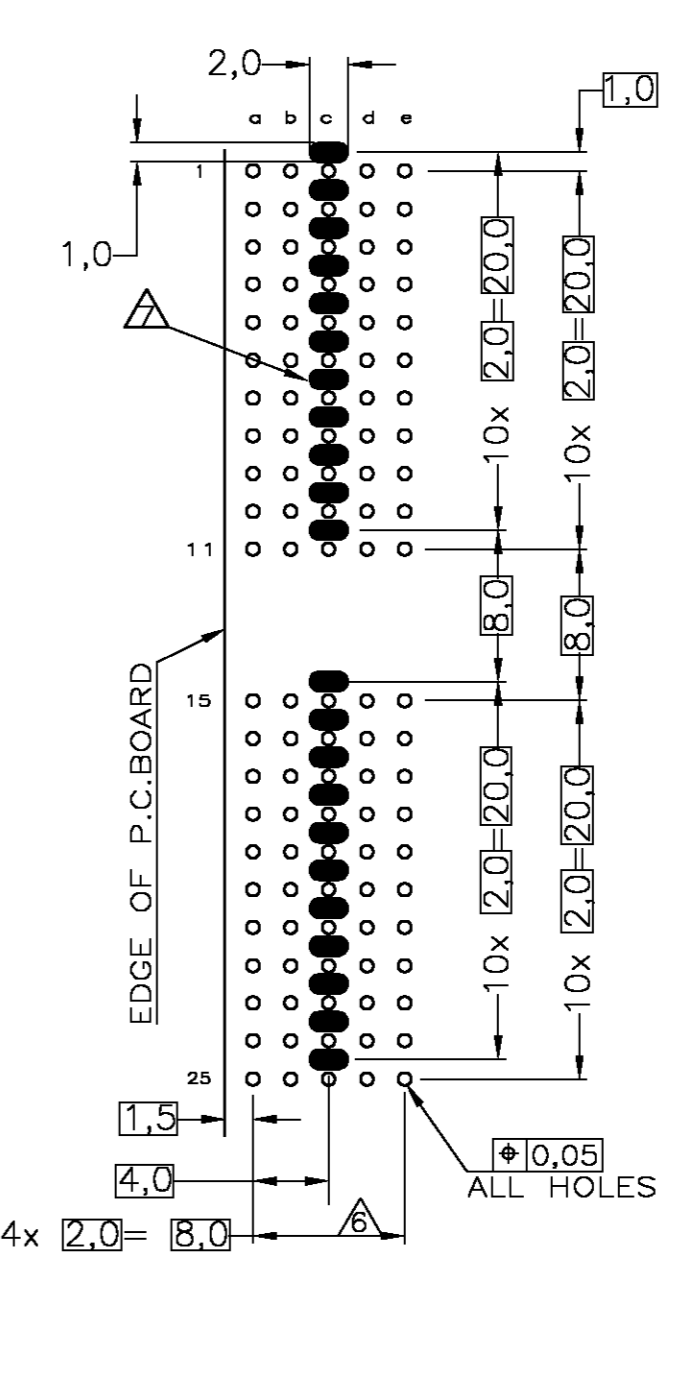 2,0
1,0
a b c d e
1
1,0
7
10x 2,0=20,0
10x 2,0=20,0
11
8,0
8,0
EDGE OF P.C.BOARD
15
10x 2,0=20,0
10x 2,0=20,0
25
1,5
⌖ 0,05
ALL HOLES
4,0
4x 2,0= 8,0
6